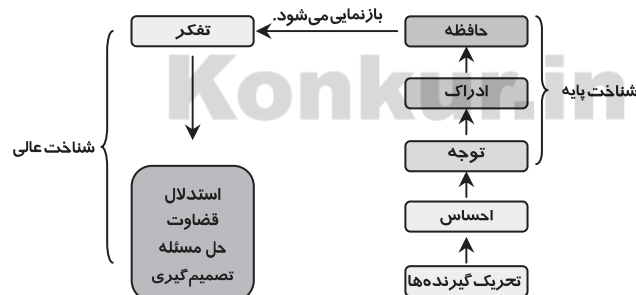 تفکر
بازنمایی می‌شود.
حافظه
ادراک
شناخت پایه
توجه
احساس
تحریک گیرنده‌ها
شناخت عالی
استدلال
قضاوت
حل مسئله
تصمیم‌گیری
Konkur.in